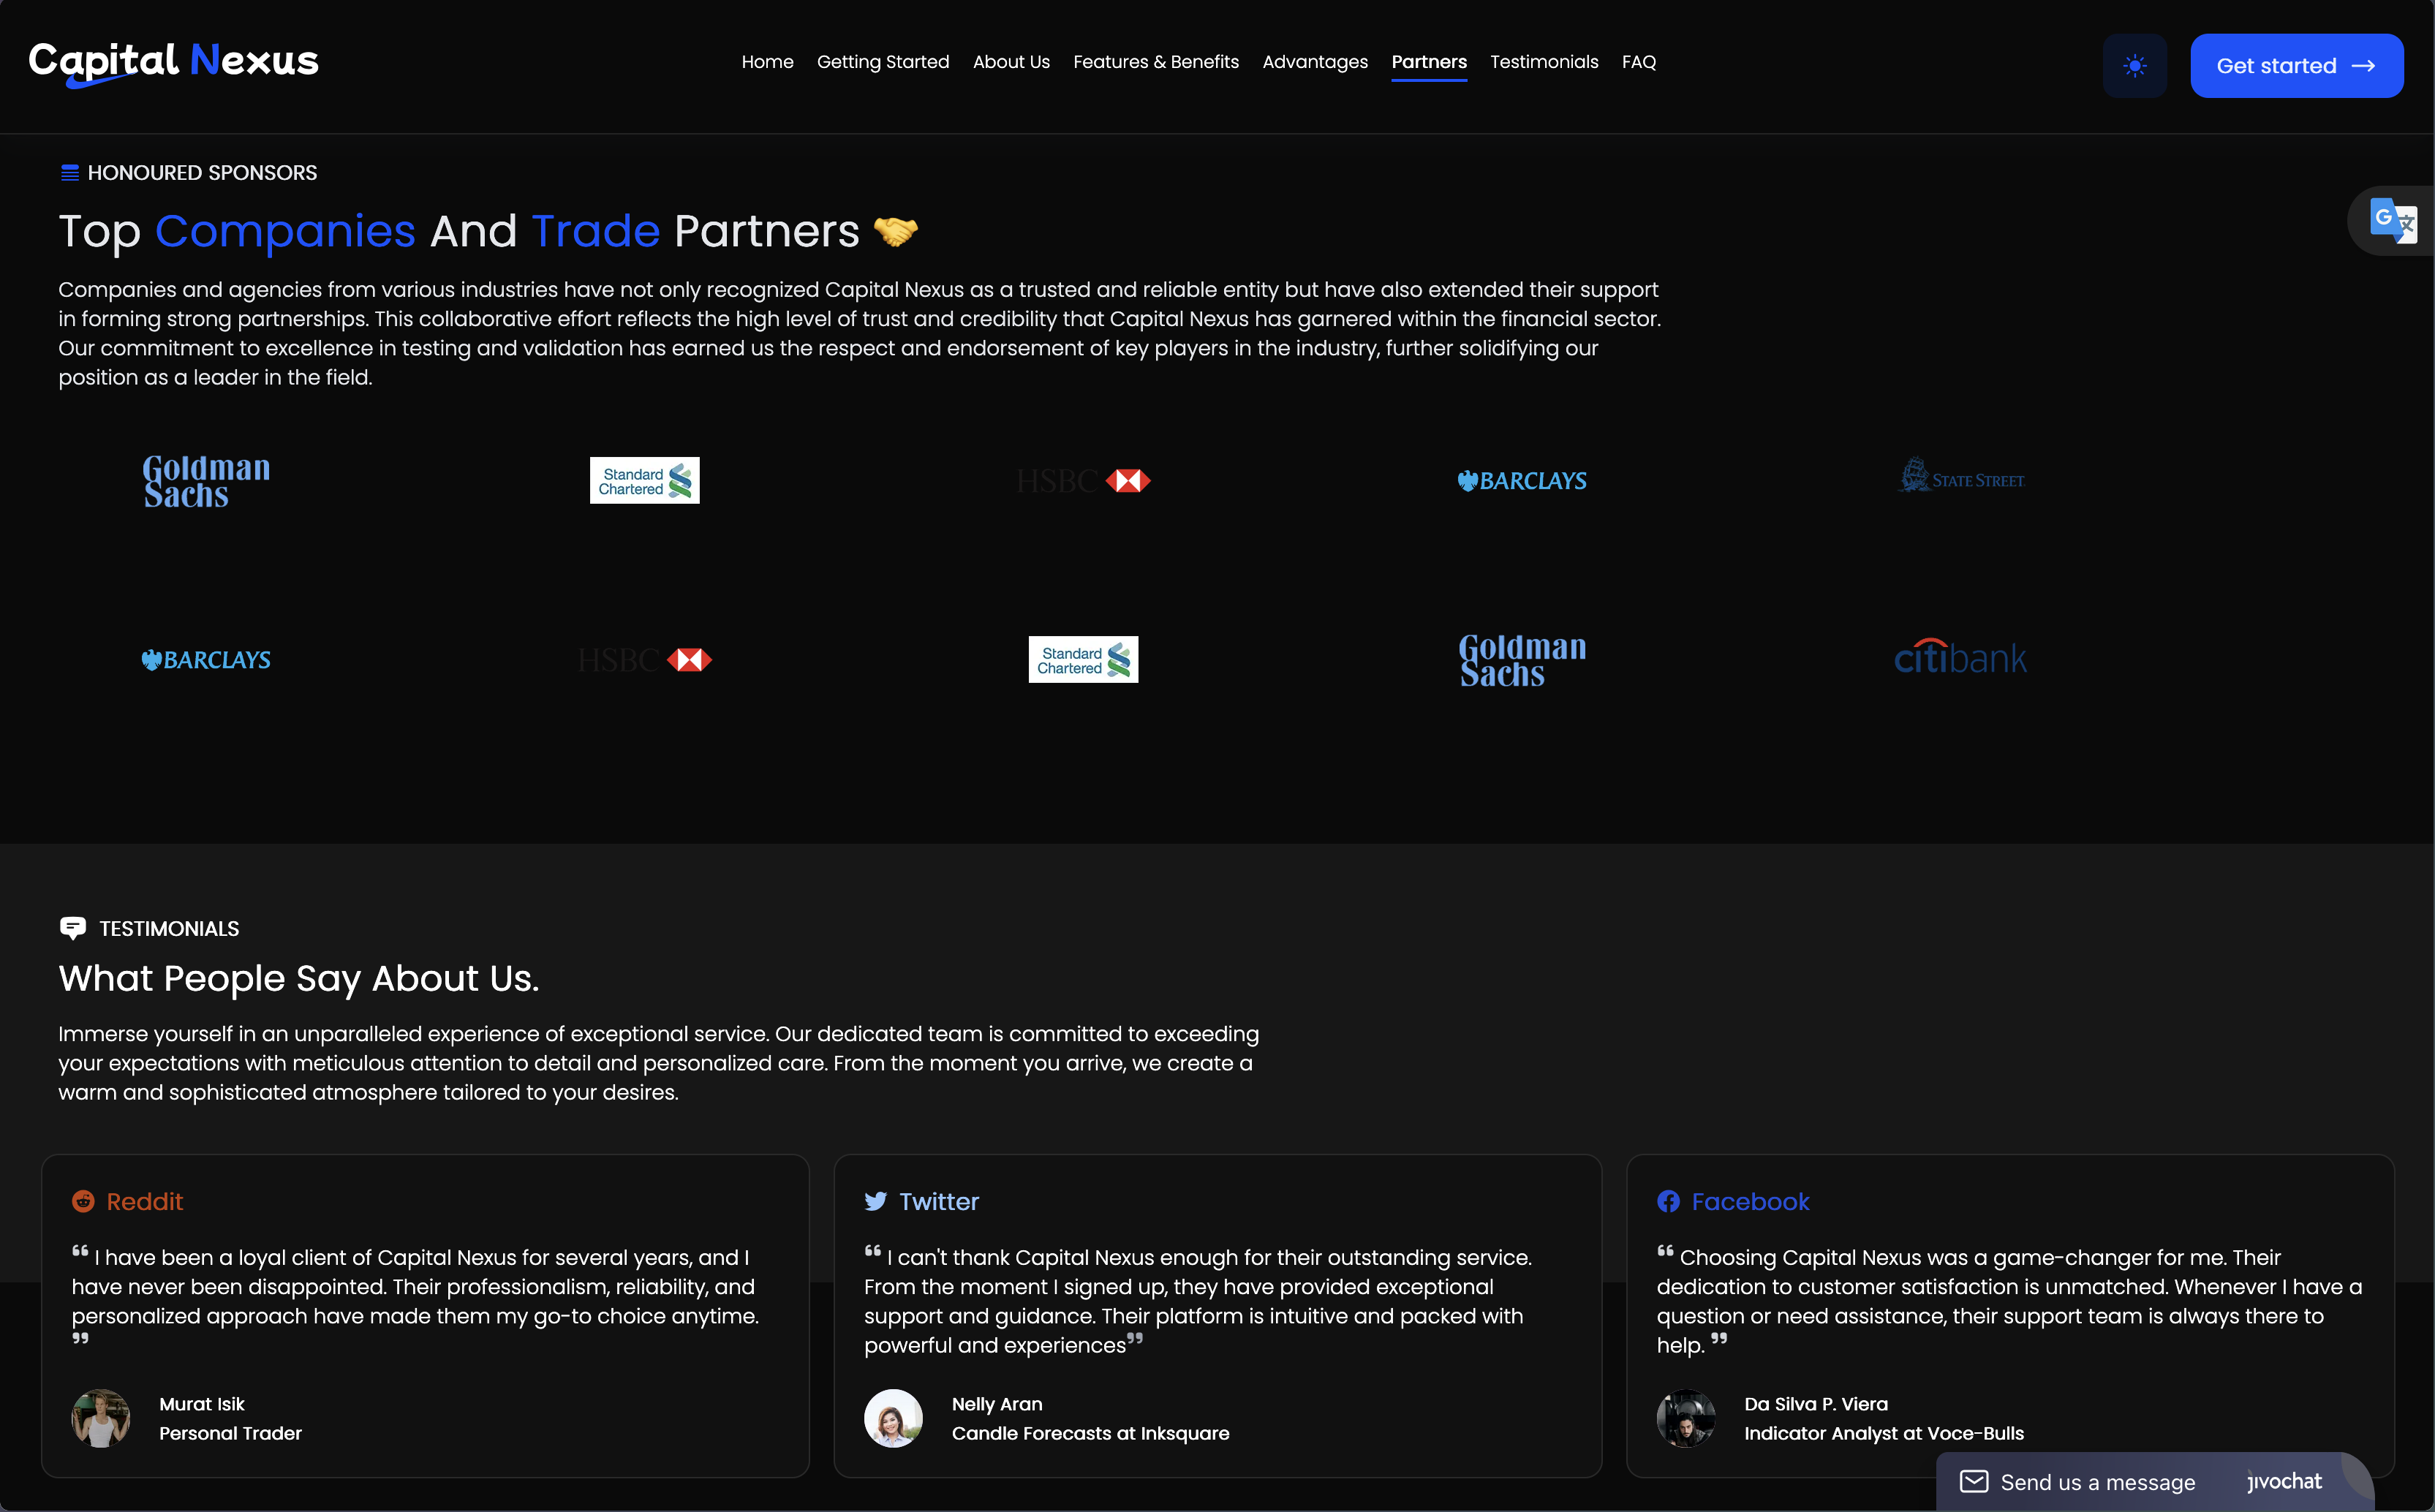 Capital Nexus
Home Getting Started About Us Features & Benefits Advantages Partners Testimonials FAQ
Get started →
HONOURED SPONSORS
Top Companies And Trade Partners
Companies and agencies from various industries have not only recognized Capital Nexus as a trusted and reliable entity but have also extended their support
in forming strong partnerships. This collaborative effort reflects the high level of trust and credibility that Capital Nexus has garnered within the financial sector.
Our commitment to excellence in testing and validation has earned us the respect and endorsement of key players in the industry, further solidifying our
position as a leader in the field.
Goldman
Sachs
Standard
Chartered
HSBC
BARCLAYS
STATE STREET
BARCLAYS
HSBC
Standard
Chartered
Goldman
Sachs
citibank
TESTIMONIALS
What People Say About Us.
Immerse yourself in an unparalleled experience of exceptional service. Our dedicated team is committed to exceeding
your expectations with meticulous attention to detail and personalized care. From the moment you arrive, we create a
warm and sophisticated atmosphere tailored to your desires.
Reddit
“ I have been a loyal client of Capital Nexus for several years, and I
have never been disappointed. Their professionalism, reliability, and
personalized approach have made them my go-to choice anytime.
”
Murat Isik
Personal Trader
Twitter
“ I can't thank Capital Nexus enough for their outstanding service.
From the moment I signed up, they have provided exceptional
support and guidance. Their platform is intuitive and packed with
powerful and experiences”
Nelly Aran
Candle Forecasts at Inksquare
Facebook
“ Choosing Capital Nexus was a game-changer for me. Their
dedication to customer satisfaction is unmatched. Whenever I have a
question or need assistance, their support team is always there to
help. ”
Da Silva P. Viera
Indicator Analyst at Voce-Bulls
Send us a message jivochat